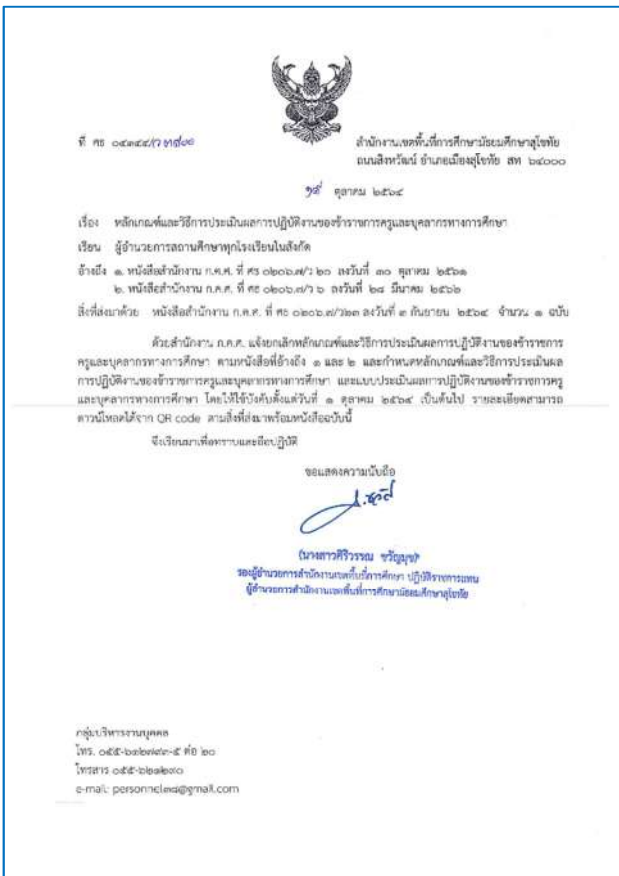 ที่ ศธ ๐๔๓๔๔/ว
สำนักงานเขตพื้นที่การศึกษามัธยมศึกษาสุโขทัย
ถนนสิงหวัฒน์ อำเภอเมืองสุโขทัย สท ๖๔๐๐๐
ตุลาคม ๒๕๖๔
เรื่อง หลักเกณฑ์และวิธีการประเมินผลการปฏิบัติงานของข้าราชการครูและบุคลากรทางการศึกษา
เรียน ผู้อำนวยการสถานศึกษาทุกโรงเรียนในสังกัด
อ้างถึง ๑. หนังสือสำนักงาน ก.ค.ศ. ที่ ศธ ๐๒๐๖.๗/ว ๒๐ ลงวันที่ ๓๐ ตุลาคม ๒๕๖๑
๒. หนังสือสำนักงาน ก.ค.ศ. ที่ ศธ ๐๒๐๖.๗/ว ๖ ลงวันที่ ๒๘ มีนาคม ๒๕๖๒
สิ่งที่ส่งมาด้วย หนังสือสำนักงาน ก.ค.ศ. ที่ ศธ ๐๒๐๖.๗/ว๒๓ ลงวันที่ ๓ กันยายน ๒๕๖๔ จำนวน ๑ ฉบับ
ด้วยสำนักงาน ก.ค.ศ. แจ้งยกเลิกหลักเกณฑ์และวิธีการประเมินผลการปฏิบัติงานของข้าราชการ
ครูและบุคลากรทางการศึกษา ตามหนังสือที่อ้างถึง ๑ และ ๒ และกำหนดหลักเกณฑ์และวิธีการประเมินผล
การปฏิบัติงานของข้าราชการครูและบุคลากรทางการศึกษา และแบบประเมินผลการปฏิบัติงานของข้าราชการครู
และบุคลากรทางการศึกษา โดยให้ใช้บังคับตั้งแต่วันที่ ๑ ตุลาคม ๒๕๖๔ เป็นต้นไป รายละเอียดสามารถ
ดาวน์โหลดได้จาก QR code ตามสิ่งที่ส่งมาพร้อมหนังสือฉบับนี้
จึงเรียนมาเพื่อทราบและถือปฏิบัติ
ขอแสดงความนับถือ
(นางสาวศิริวรรณ ขวัญมุข)
รองผู้อำนวยการสำนักงานเขตพื้นที่การศึกษา ปฏิบัติราชการแทน
ผู้อำนวยการสำนักงานเขตพื้นที่การศึกษามัธยมศึกษาสุโขทัย
กลุ่มบริหารงานบุคคล
โทร. ต่อ ๒๐
โทรสาร
e-mail: personnel๓๘@gmail.com